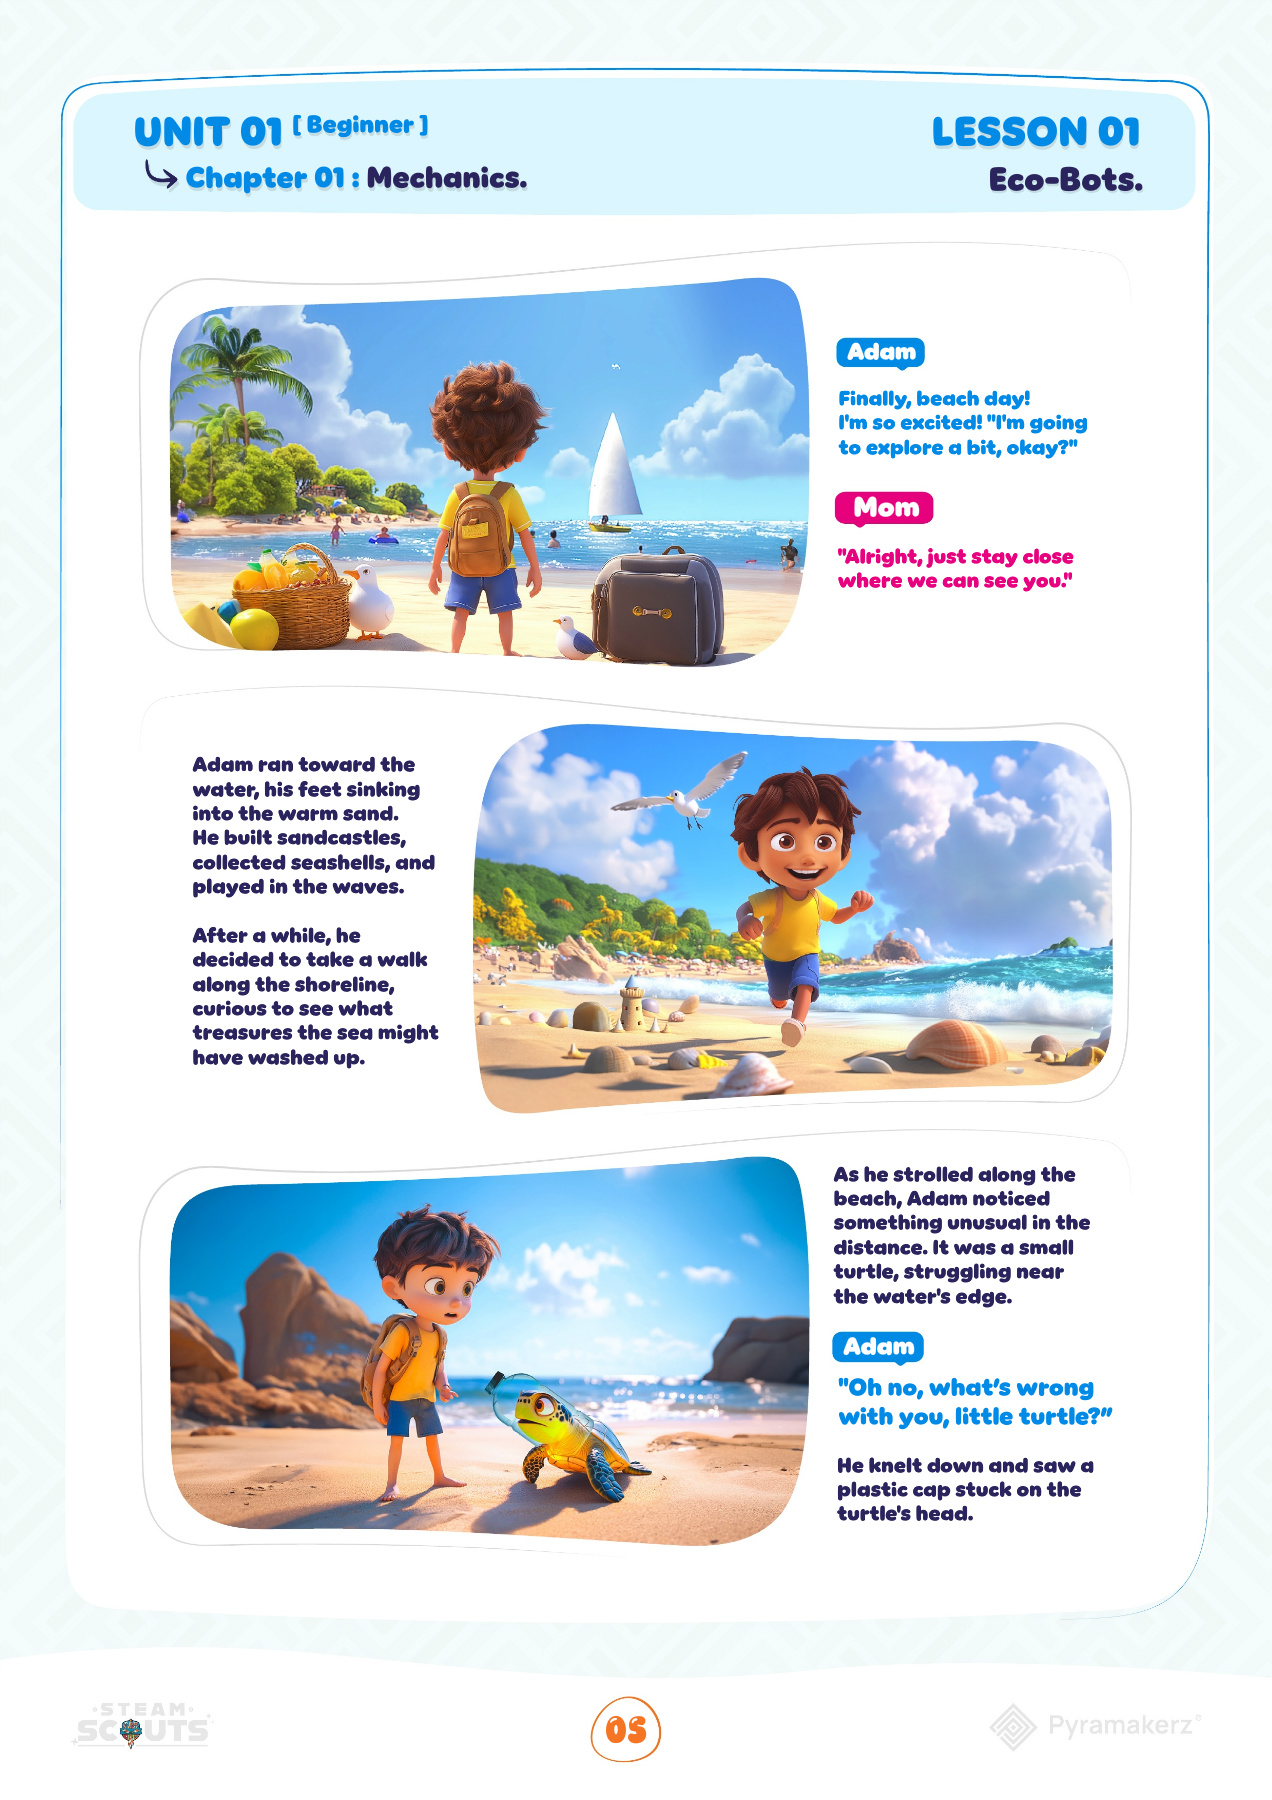 UNIT 01 [ Beginner ]
Chapter 01 : Mechanics.
LESSON 01
Eco-Bots.
Adam
Finally, beach day!
I'm so excited! "I'm going
to explore a bit, okay?"
Mom
"Alright, just stay close
where we can see you."
Adam ran toward the
water, his feet sinking
into the warm sand.
He built sandcastles,
collected seashells, and
played in the waves.
After a while, he
decided to take a walk
along the shoreline,
curious to see what
treasures the sea might
have washed up.
As he strolled along the
beach, Adam noticed
something unusual in the
distance. It was a small
turtle, struggling near
the water's edge.
Adam
"Oh no, what’s wrong
with you, little turtle?”
He knelt down and saw a
plastic cap stuck on the
turtle's head.
STEAM
SCOUTS
05
Pyramakerz